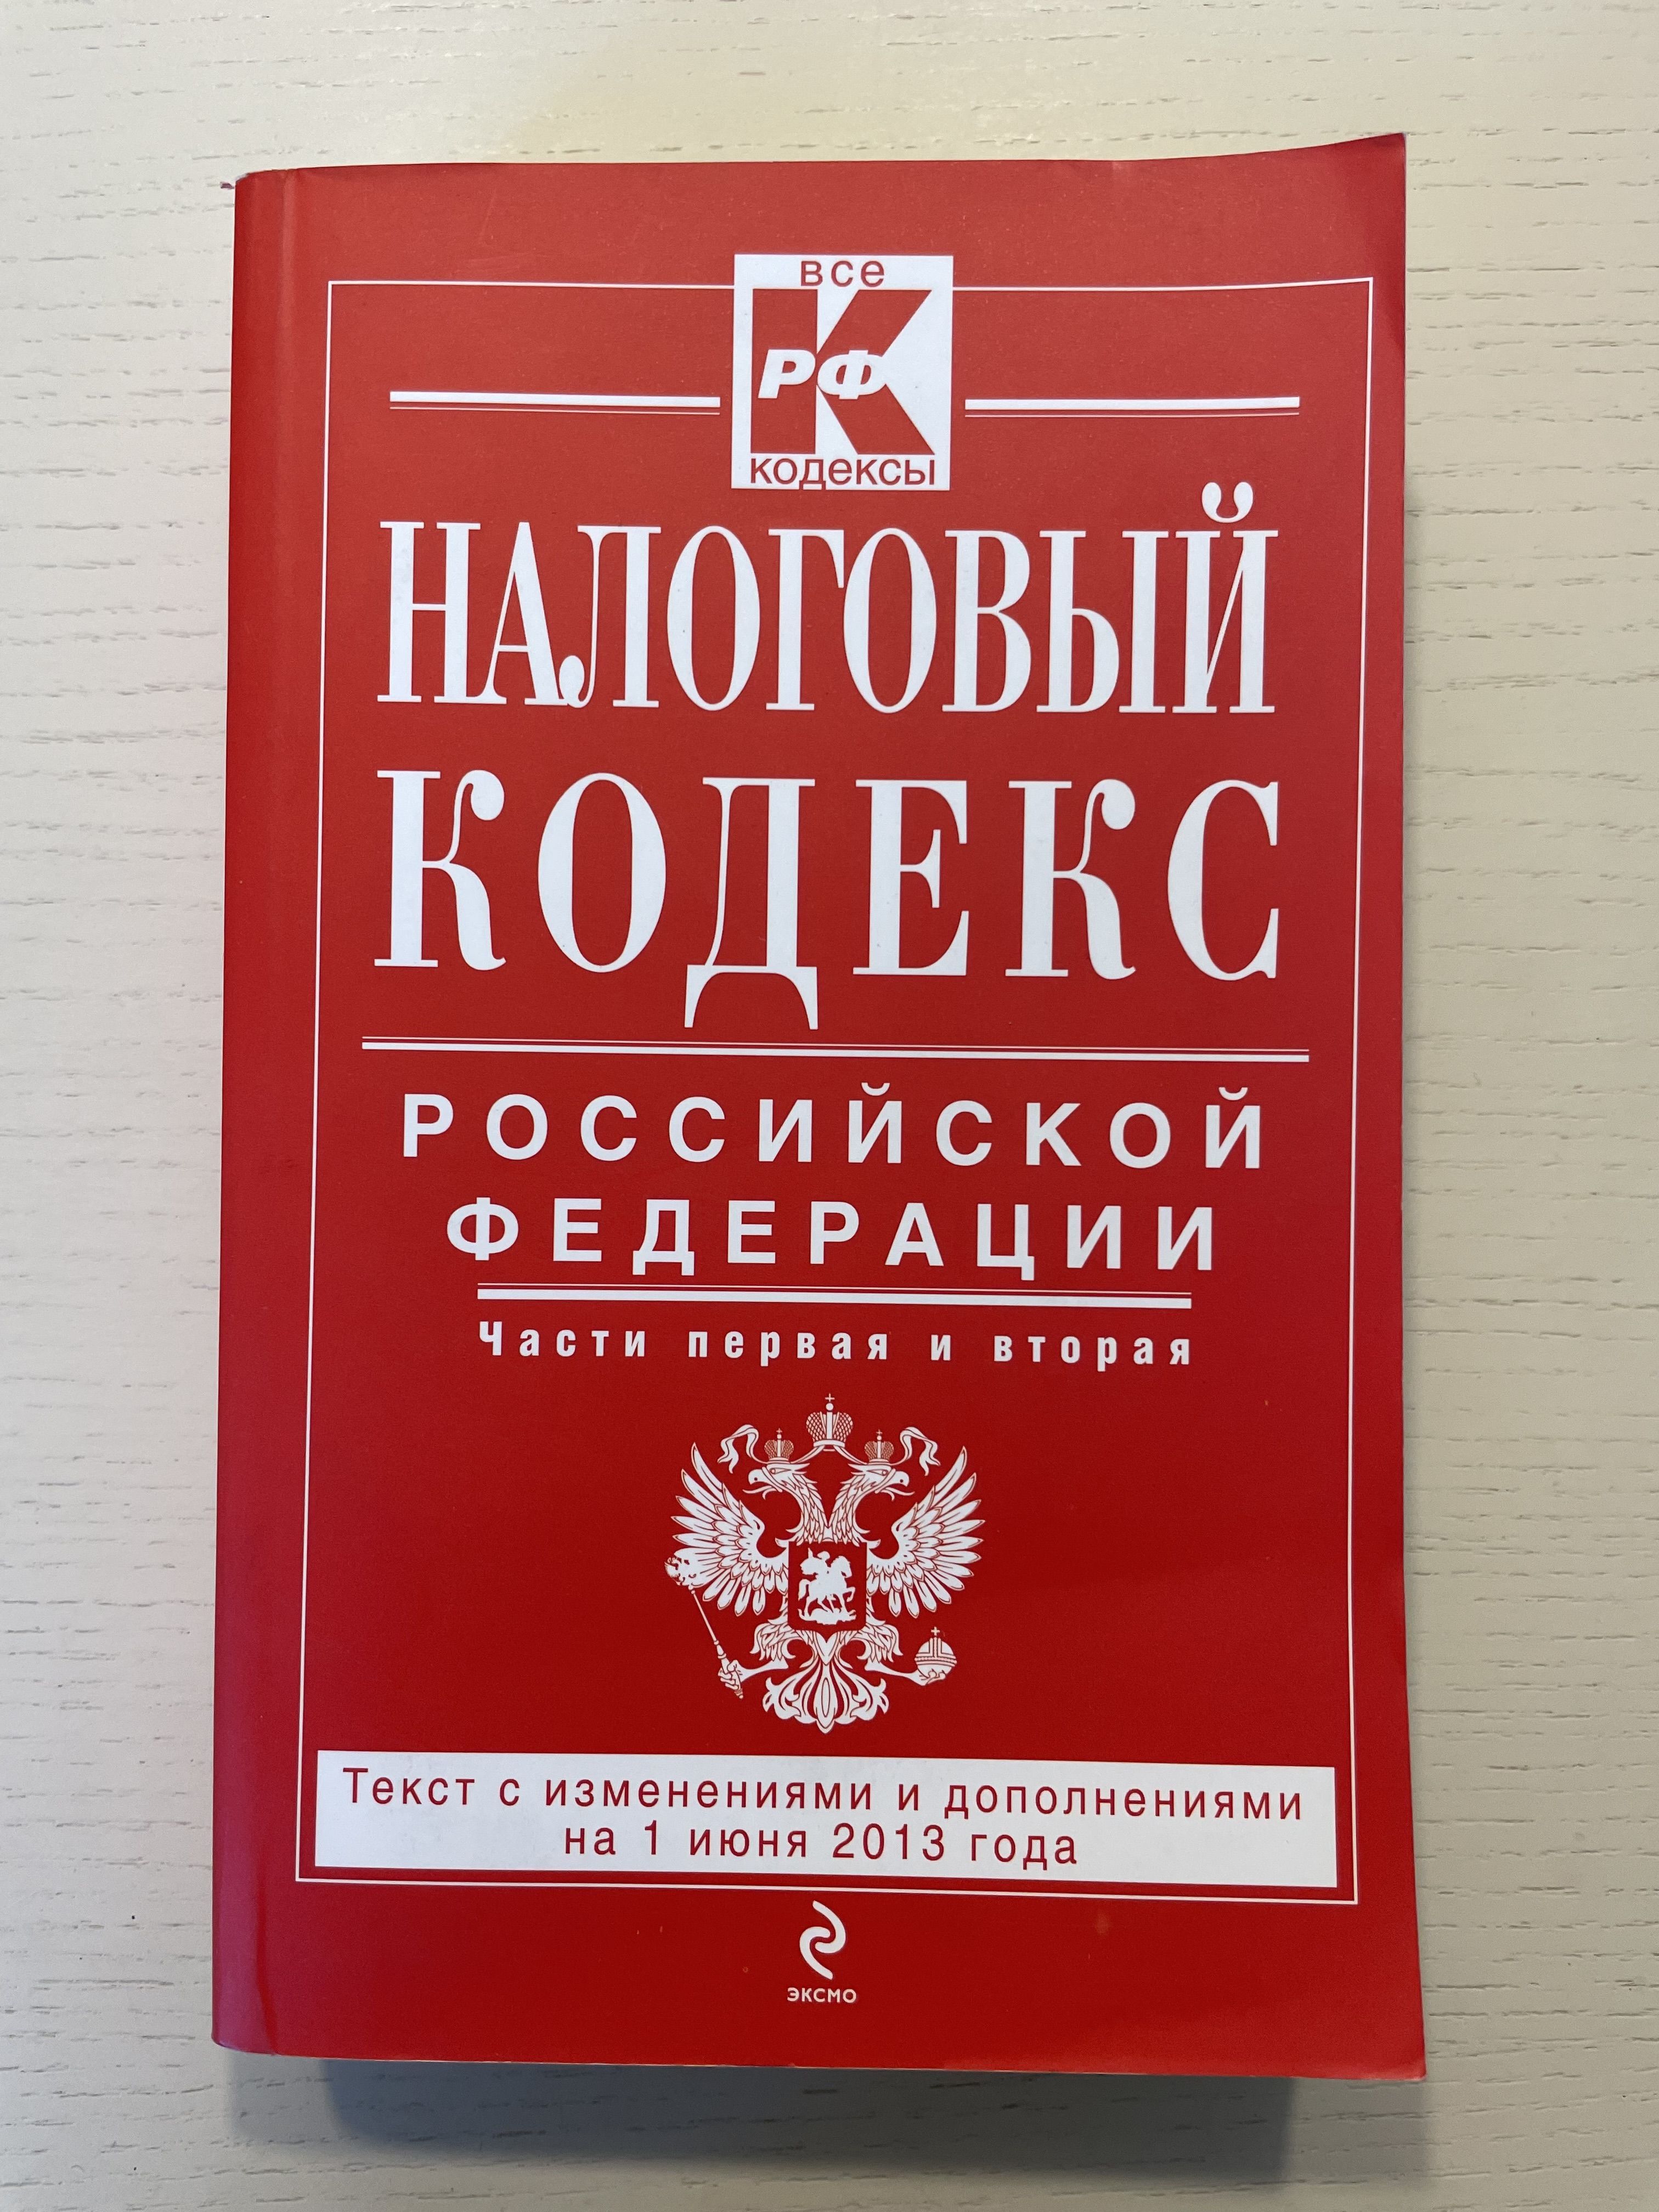 все
РФ
К
кодексы
НАЛОГОВЫЙ
КОДЕКС
РОССИЙСКОЙ
ФЕДЕРАЦИИ
Части первая и вторая
Текст с изменениями и дополнениями
на 1 июня 2013 года
ЭКСМО